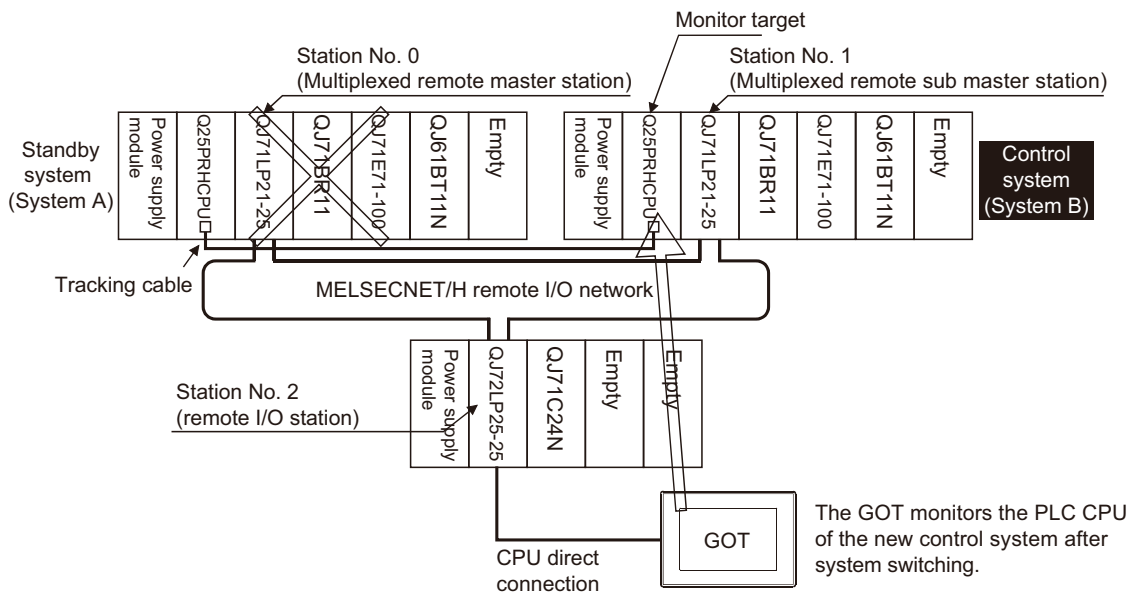 Monitor target
Station No. 0
(Multiplexed remote master station)
Station No. 1
(Multiplexed remote sub master station)
Standby
system
(System A)
Power supply
module
Q25PRHCPU
QJ71LP21-25
QJ71BR11
QJ71E71-100
QJ61BT11N
Empty
Power supply
module
Q25PRHCPU
QJ71LP21-25
QJ71BR11
QJ71E71-100
QJ61BT11N
Empty
Control
system
(System B)
Tracking cable
MELSECNET/H remote I/O network
Station No. 2
(remote I/O station)
Power supply
module
QJ72LP25-25
QJ71C24N
Empty
Empty
CPU direct
connection
GOT
The GOT monitors the PLC CPU
of the new control system after
system switching.